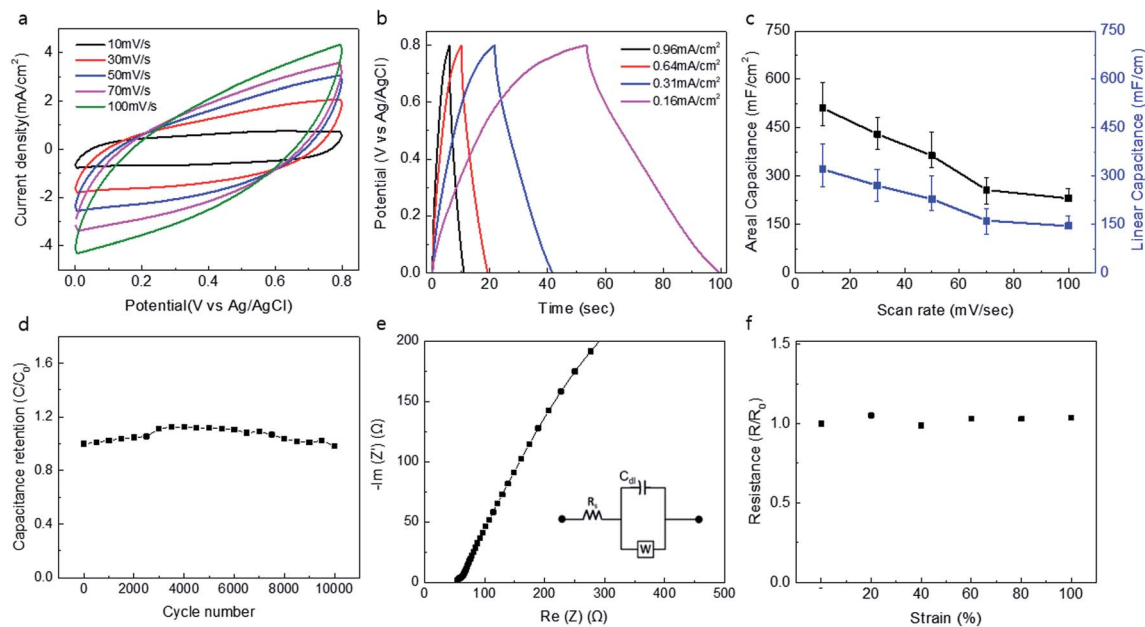 a
10mV/s
30mV/s
50mV/s
70mV/s
100mV/s
Current density(mA/cm²)
4
2
0
-2
-4
0.0 0.2 0.4 0.6 0.8
Potential(V vs Ag/AgCl)
b
0.96mA/cm²
0.64mA/cm²
0.31mA/cm²
0.16mA/cm²
Potential (V vs Ag/AgCl)
0.8
0.6
0.4
0.2
0.0
0 20 40 60 80 100
Time (sec)
c
Areal Capacitance (mF/cm²)
750
600
450
300
150
0
0 20 40 60 80 100
Scan rate (mV/sec)
750
600
450
300
150
0
Linear Capacitance (mF/cm)
d
Capacitance retention (C/C₀)
1.6
1.2
0.8
0.4
0.0
0 2000 4000 6000 8000 10000
Cycle number
e
-Im (Z') (Ω)
200
150
100
50
0
0 100 200 300 400 500
Re (Z) (Ω)
Cdl
Rs
W
f
Resistance (R/R₀)
1.5
1.0
0.5
0.0
- 20 40 60 80 100
Strain (%)